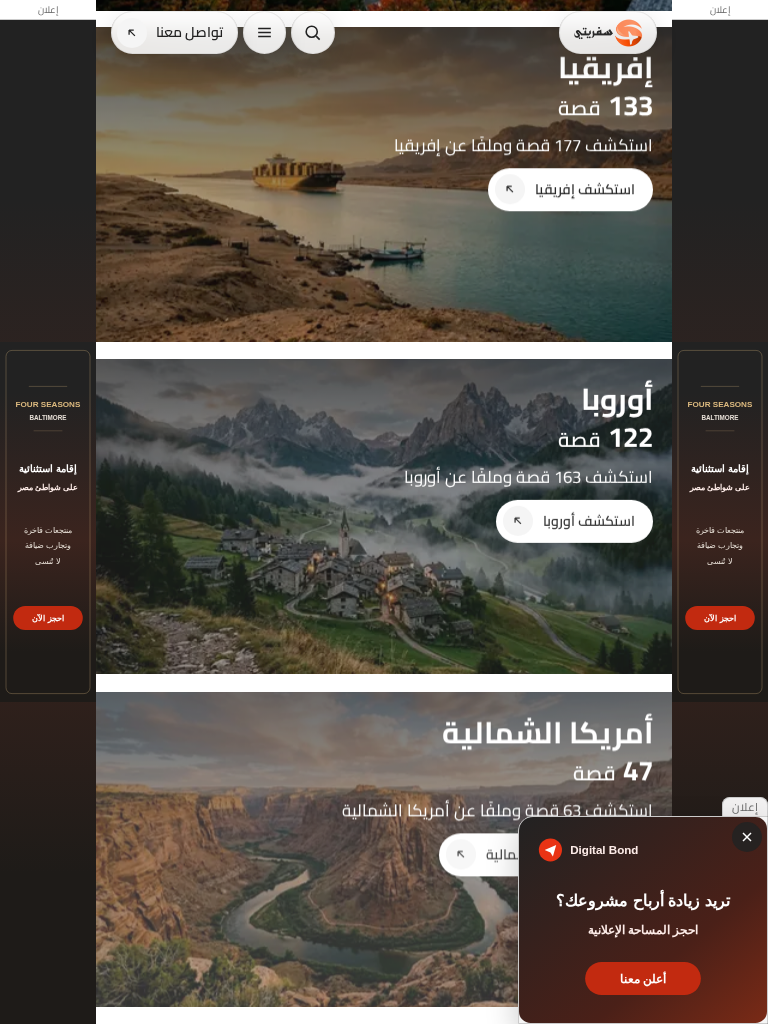 إعلان
إعلان
سفريتي
تواصل معنا
إفريقيا
133 قصة
استكشف 177 قصة وملفًا عن إفريقيا
استكشف إفريقيا
أوروبا
122 قصة
استكشف 163 قصة وملفًا عن أوروبا
استكشف أوروبا
أمريكا الشمالية
47 قصة
استكشف 63 قصة وملفًا عن أمريكا الشمالية
FOUR SEASONS
BALTIMORE
إقامة استثنائية
على شواطئ مصر
منتجعات فاخرة
وتجارب ضيافة
لا تُنسى
احجز الآن
FOUR SEASONS
BALTIMORE
إقامة استثنائية
على شواطئ مصر
منتجعات فاخرة
وتجارب ضيافة
لا تُنسى
احجز الآن
إعلان
Digital Bond
تريد زيادة أرباح مشروعك؟
احجز المساحة الإعلانية
أعلن معنا